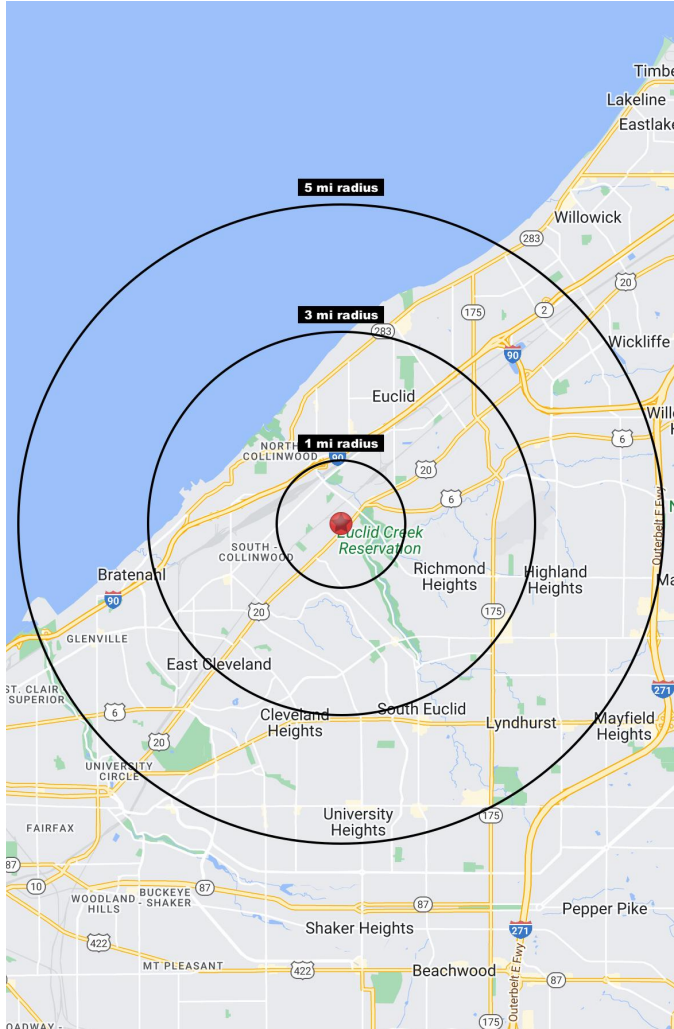 Timbe
Lakeline
Eastlake
5 mi radius
Willowick
283
20
175
2
3 mi radius
283
Wickliffe
90
Euclid
Willo
H
6
1 mi radius
NORTH
COLLINWOOD
90
20
6
Outerbelt E Fwy
N
Euclid Creek
Reservation
SOUTH -
COLLINWOOD
Richmond
Heights
Highland
Heights
Bratenahl
Ma
90
20
175
GLENVILLE
East Cleveland
ST. CLAIR
SUPERIOR
271
6
Cleveland
Heights
South Euclid
Lyndhurst
Mayfield
Heights
20
UNIVERSITY
CIRCLE
University
Heights
175
FAIRFAX
87
10
WOODLAND
HILLS
BUCKEYE
- SHAKER
87
87
Pepper Pike
Shaker Heights
271
422
MT PLEASANT
422
Beachwood
87
Outerbelt E Fwy
175
OADWAY -